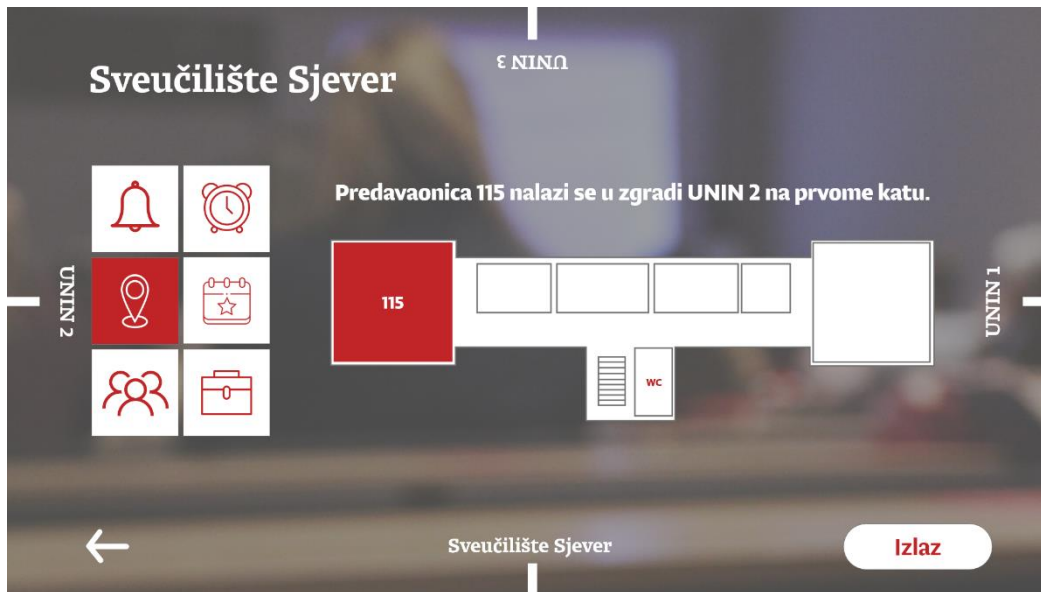 UNIN 3
Sveučilište Sjever
Predavaonica 115 nalazi se u zgradi UNIN 2 na prvome katu.
UNIN 2
115
WC
UNIN 1
Sveučilište Sjever
Izlaz